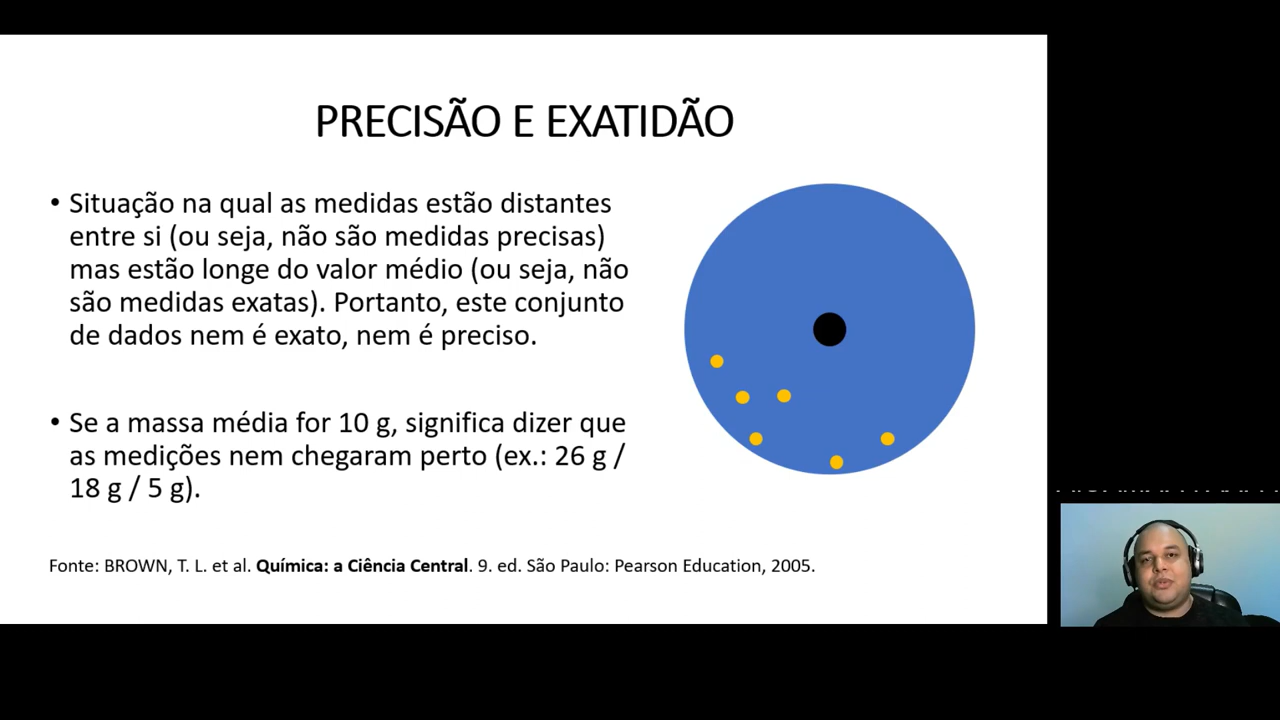 PRECISÃO E EXATIDÃO
• Situação na qual as medidas estão distantes
entre si (ou seja, não são medidas precisas)
mas estão longe do valor médio (ou seja, não
são medidas exatas). Portanto, este conjunto
de dados nem é exato, nem é preciso.
• Se a massa média for 10 g, significa dizer que
as medições nem chegaram perto (ex.: 26 g /
18 g / 5 g).
Fonte: BROWN, T. L. et al. Química: a Ciência Central. 9. ed. São Paulo: Pearson Education, 2005.